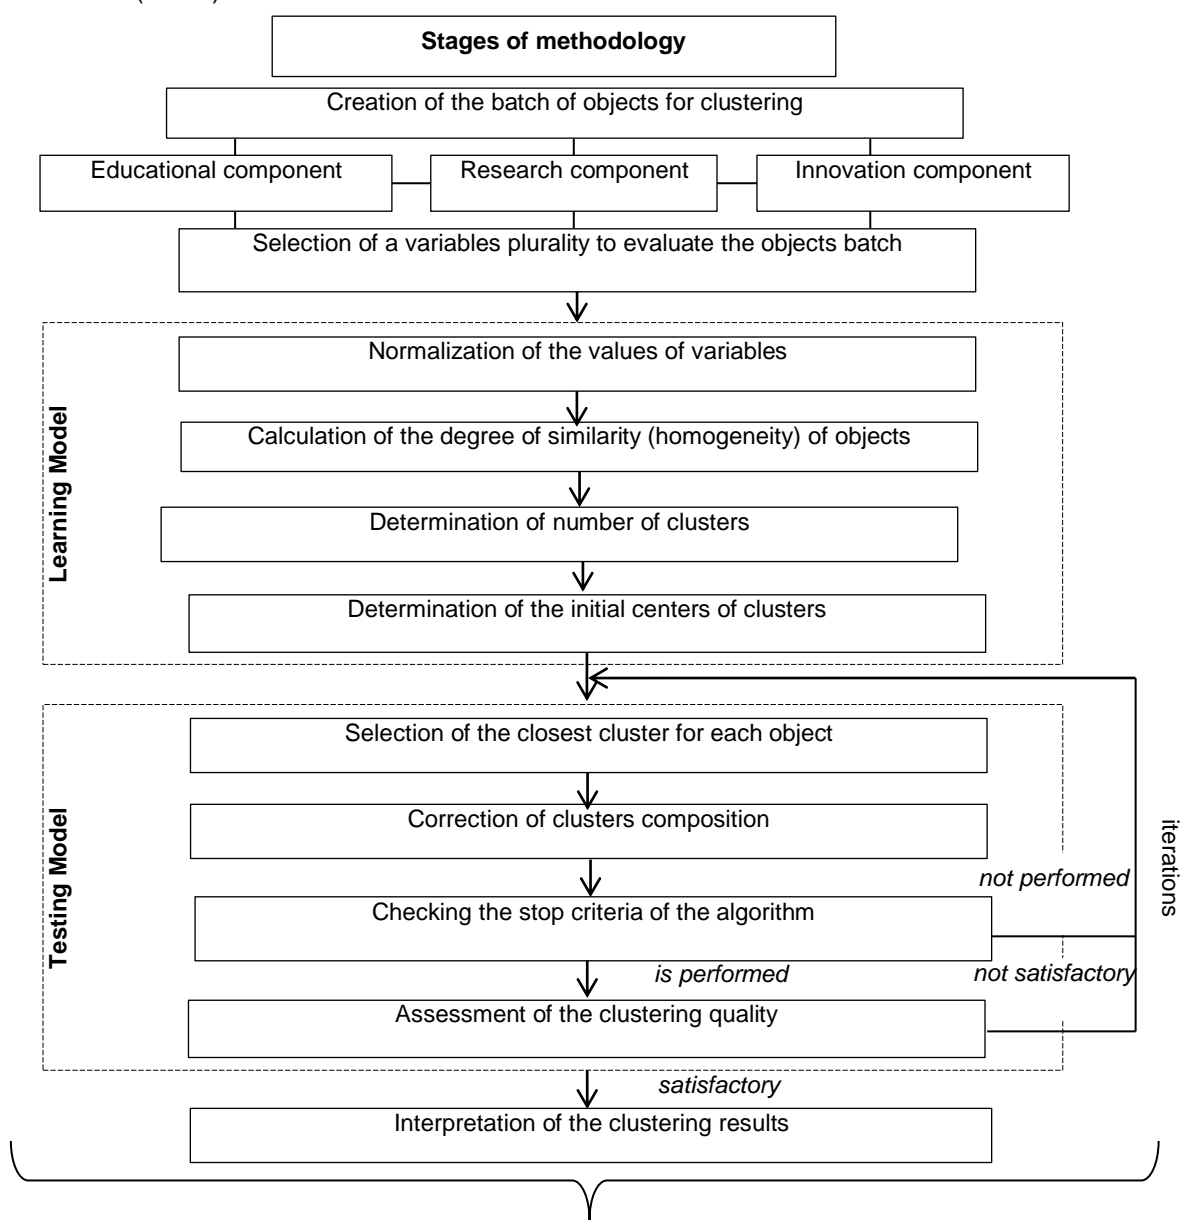 Stages of methodology
Creation of the batch of objects for clustering
Educational component
Research component
Innovation component
Selection of a variables plurality to evaluate the objects batch
Learning Model
Normalization of the values of variables
Calculation of the degree of similarity (homogeneity) of objects
Determination of number of clusters
Determination of the initial centers of clusters
Testing Model
Selection of the closest cluster for each object
Correction of clusters composition
iterations
not performed
Checking the stop criteria of the algorithm
is performed
not satisfactory
Assessment of the clustering quality
satisfactory
Interpretation of the clustering results